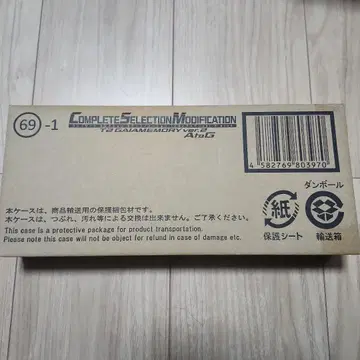 69 -1
COMPLETE SELECTION MODIFICATION
T2 GAIAMEMORY ver.2
AtoG
4 582769 803970
ダンボール
紙
保護シート 輸送箱
本ケースは、商品輸送用の保護梱包材です。
本ケースは、つぶれ、汚れ等による交換は出来ません。ご了承ください。
This case is a protective package for product transportation.
Please note this case will not be object for refund in case of damage etc.